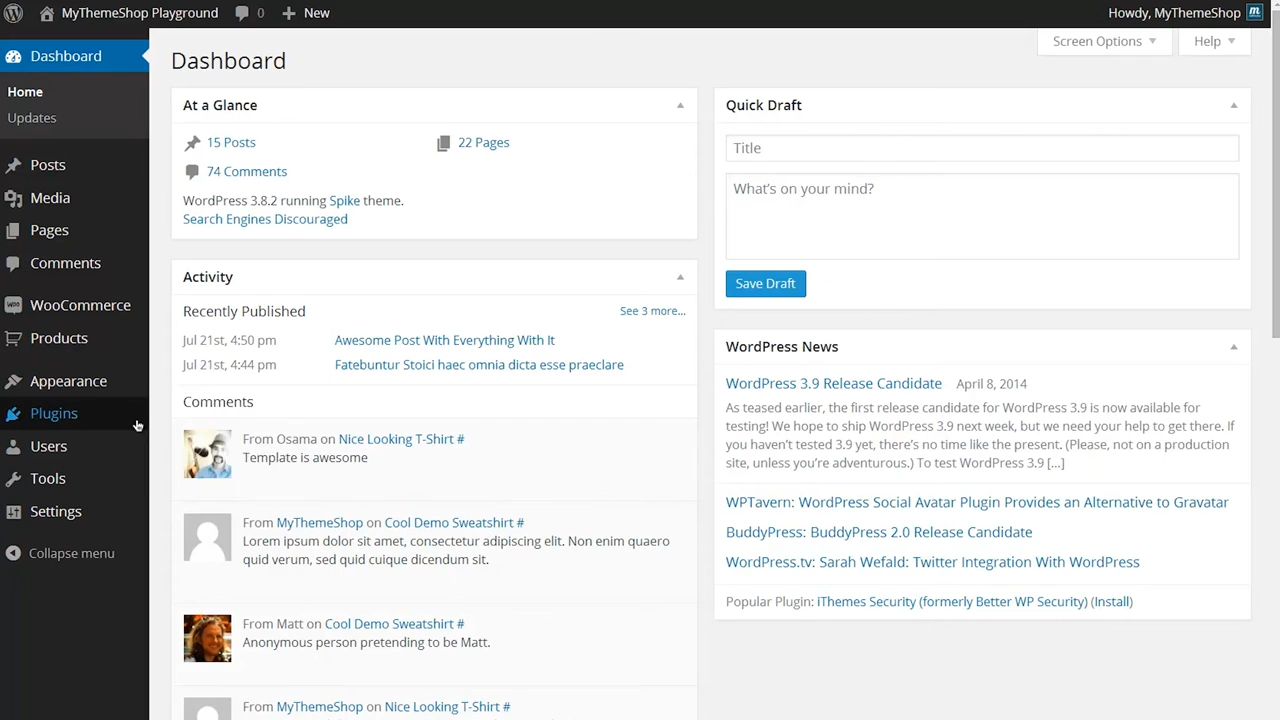 MyThemeShop Playground 0 New Howdy, MyThemeShop
Dashboard
Home
Updates
Posts
Media
Pages
Comments
WooCommerce
Products
Appearance
Plugins
Users
Tools
Settings
Collapse menu
Screen Options Help
Dashboard
At a Glance
15 Posts 22 Pages
74 Comments
WordPress 3.8.2 running Spike theme.
Search Engines Discouraged
Activity
Recently Published See 3 more...
Jul 21st, 4:50 pm Awesome Post With Everything With It
Jul 21st, 4:44 pm Fatebuntur Stoici haec omnia dicta esse praeclare
Comments
From Osama on Nice Looking T-Shirt #
Template is awesome
From MyThemeShop on Cool Demo Sweatshirt #
Lorem ipsum dolor sit amet, consectetur adipiscing elit. Non enim quaero
quid verum, sed quid cuique dicendum sit.
From Matt on Cool Demo Sweatshirt #
Anonymous person pretending to be Matt.
From MyThemeShop on Nice Looking T-Shirt #
Quick Draft
Title
What's on your mind?
Save Draft
WordPress News
WordPress 3.9 Release Candidate April 8, 2014
As teased earlier, the first release candidate for WordPress 3.9 is now available for
testing! We hope to ship WordPress 3.9 next week, but we need your help to get there. If
you haven't tested 3.9 yet, there's no time like the present. (Please, not on a production
site, unless you're adventurous.) To test WordPress 3.9 [...]
WPTavern: WordPress Social Avatar Plugin Provides an Alternative to Gravatar
BuddyPress: BuddyPress 2.0 Release Candidate
WordPress.tv: Sarah Wefald: Twitter Integration With WordPress
Popular Plugin: iThemes Security (formerly Better WP Security) (Install)